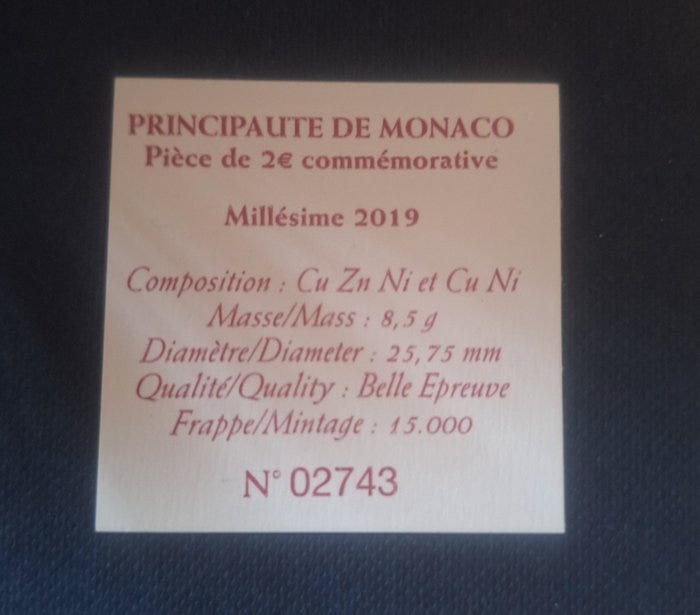 PRINCIPAUTE DE MONACO
Pièce de 2€ commémorative
Millésime 2019
Composition : Cu Zn Ni et Cu Ni
Masse/Mass : 8,5 g
Diamètre/Diameter : 25,75 mm
Qualité/Quality : Belle Epreuve
Frappe/Mintage : 15.000
N° 02743